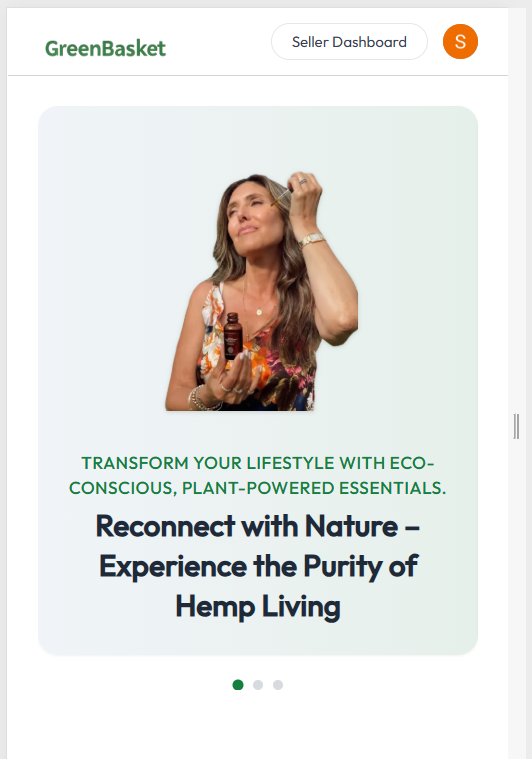 GreenBasket
Seller Dashboard
S
TRANSFORM YOUR LIFESTYLE WITH ECO-
CONSCIOUS, PLANT-POWERED ESSENTIALS.
Reconnect with Nature –
Experience the Purity of
Hemp Living